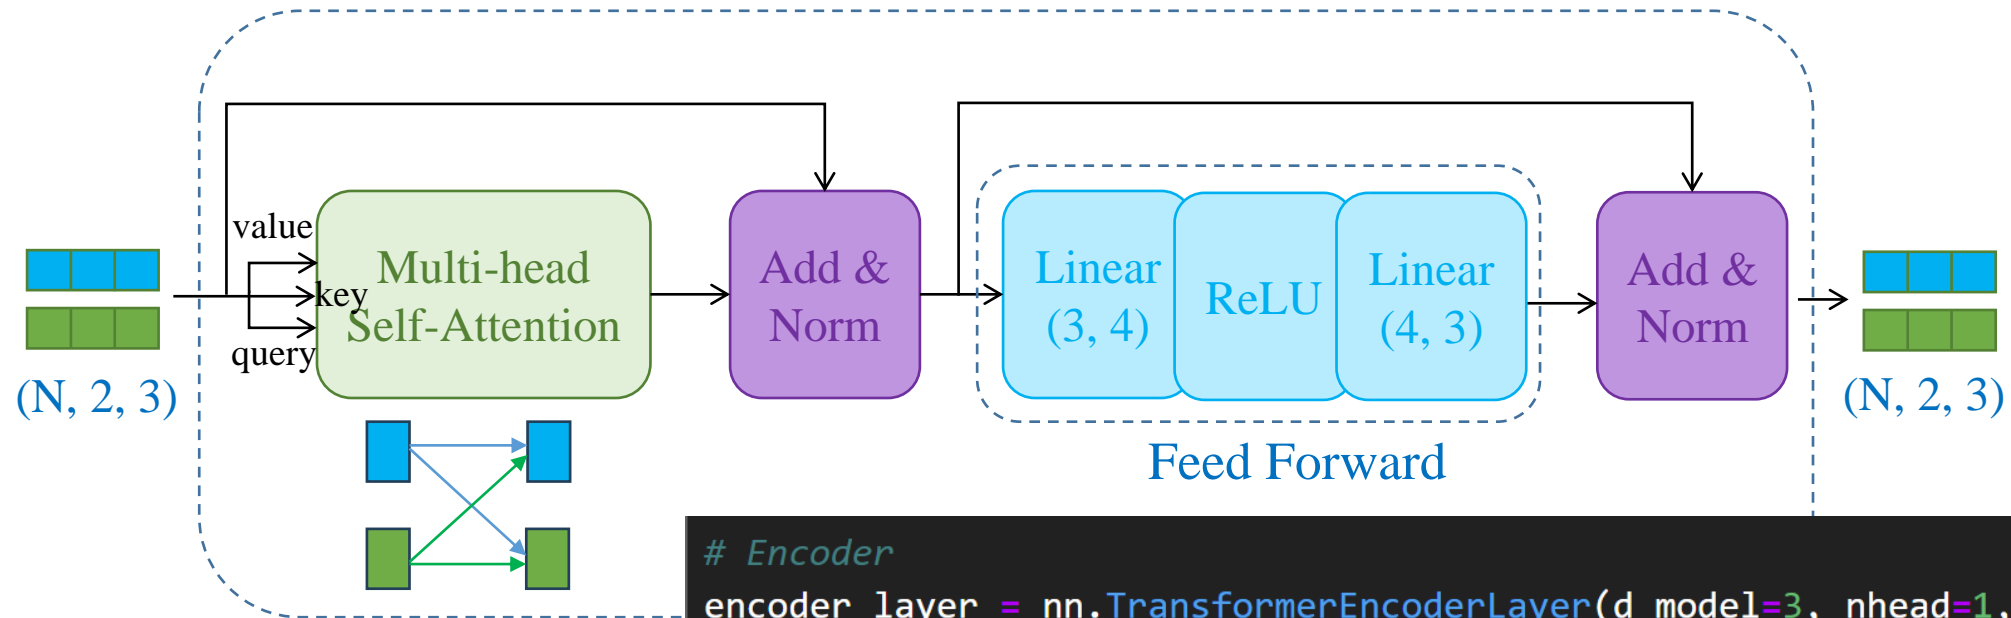 value
key
query
Multi-head
Self-Attention
Add &
Norm
Linear
(3, 4)
ReLU
Linear
(4, 3)
Add &
Norm
(N, 2, 3)
(N, 2, 3)
Feed Forward
# Encoder
encoder_layer = nn.TransformerEncoderLayer(d_model=3, nhead=1,